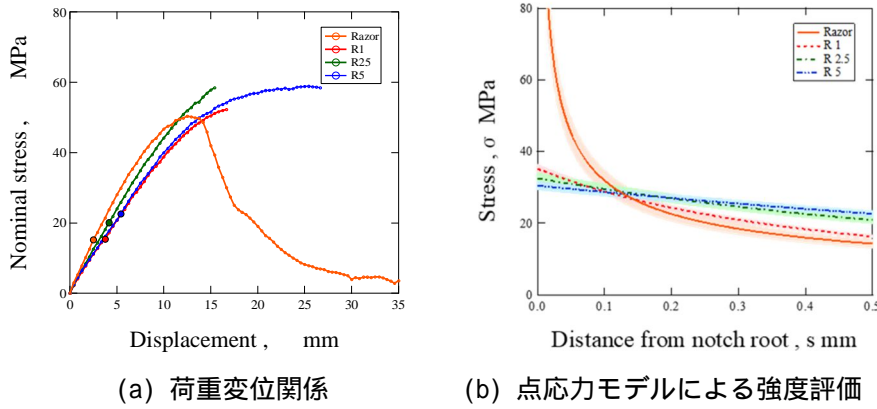 80
60
40
20
0
0 5 10 15 20 25 30 35
Nominal stress , MPa
Displacement , mm
Razor
R1
R25
R5
(a) 荷重変位関係
80
60
40
20
0
0.0 0.1 0.2 0.3 0.4 0.5
Stress , σ MPa
Distance from notch root , s mm
Razor
R 1
R 2.5
R 5
(b) 点応力モデルによる強度評価